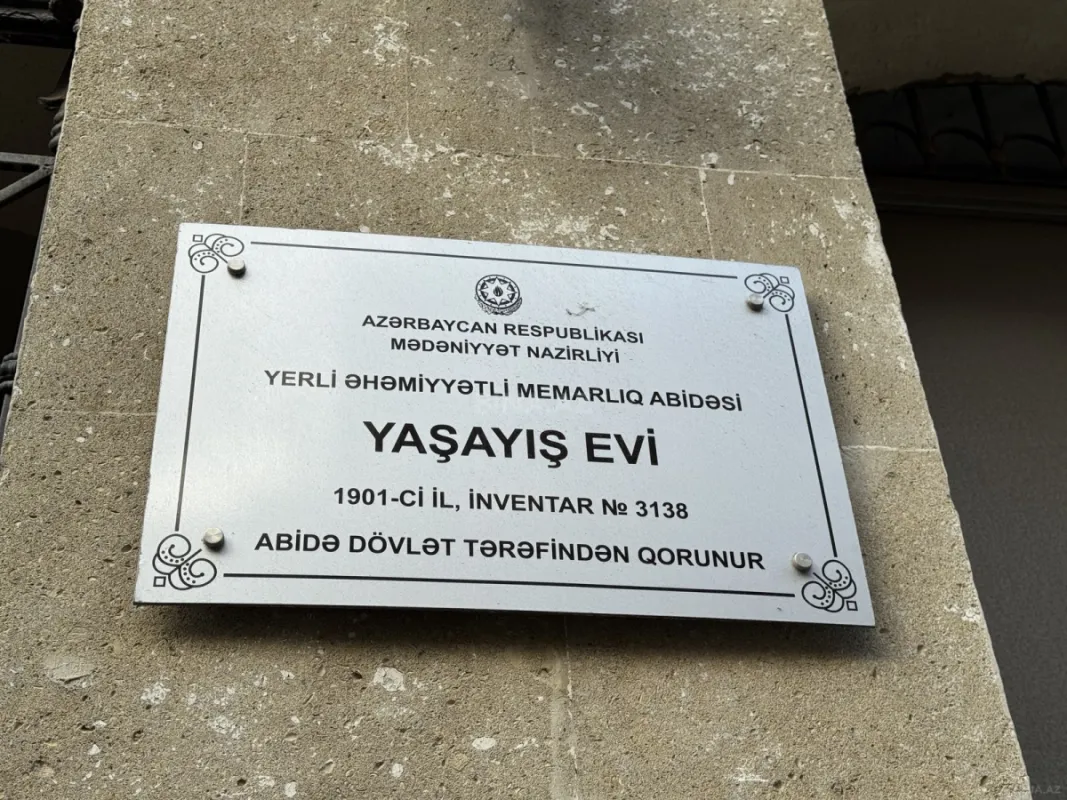 AZƏRBAYCAN RESPUBLİKASI
MƏDƏNİYYƏT NAZİRLİYİ
YERLİ ƏHƏMİYYƏTLİ MEMARLIQ ABİDƏSİ
YAŞAYIŞ EVİ
1901-Cİ İL, İNVENTAR № 3138
ABİDƏ DÖVLƏT TƏRƏFİNDƏN QORUNUR